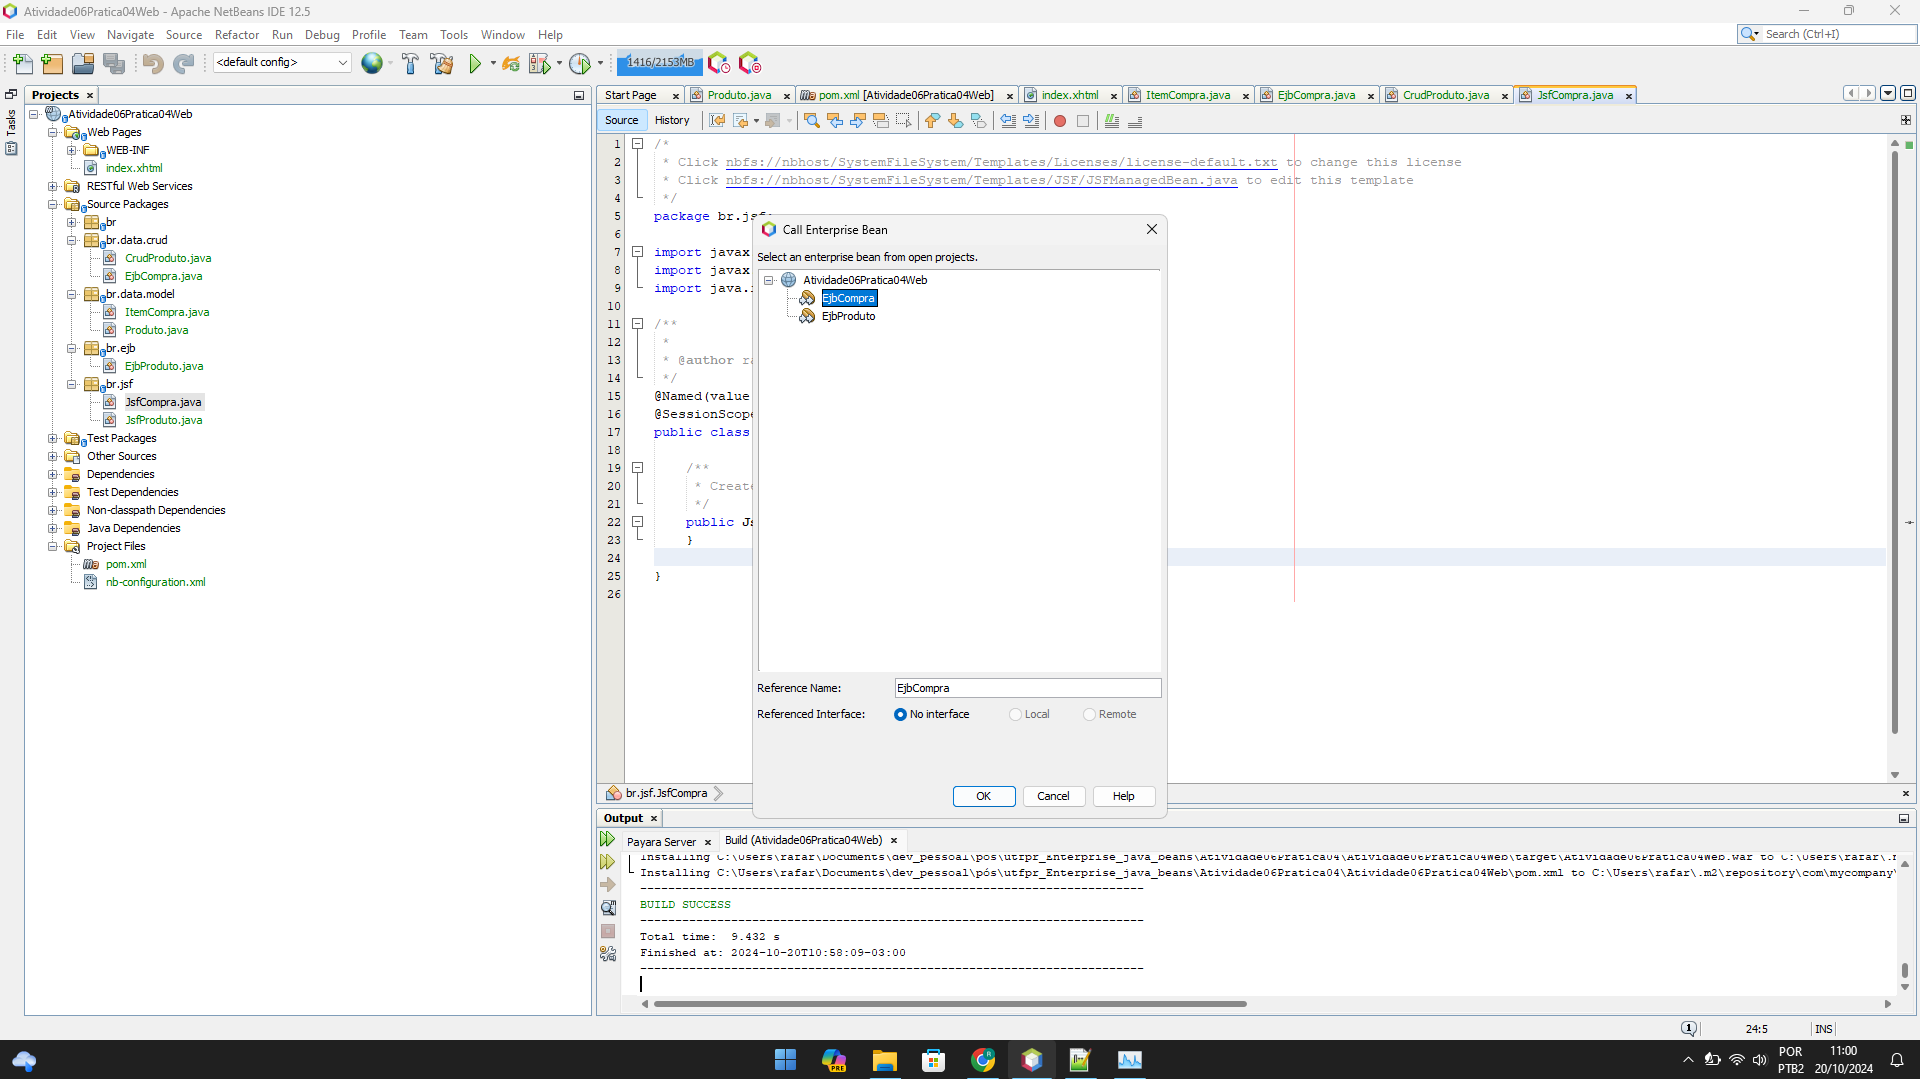 Atividade06Pratica04Web - Apache NetBeans IDE 12.5
File Edit View Navigate Source Refactor Run Debug Profile Team Tools Window Help
Search (Ctrl+I)
<default config>
1416/2153MB
Tasks
Projects
Atividade06Pratica04Web
Web Pages
WEB-INF
index.xhtml
RESTful Web Services
Source Packages
br
br.data.crud
CrudProduto.java
EjbCompra.java
br.data.model
ItemCompra.java
Produto.java
br.ejb
EjbProduto.java
br.jsf
JsfCompra.java
JsfProduto.java
Test Packages
Other Sources
Dependencies
Test Dependencies
Non-classpath Dependencies
Java Dependencies
Project Files
pom.xml
nb-configuration.xml
Start Page Produto.java pom.xml [Atividade06Pratica04Web] index.xhtml ItemCompra.java EjbCompra.java CrudProduto.java JsfCompra.java
Source History
1 /*
2 * Click nbfs://nbhost/SystemFileSystem/Templates/Licenses/license-default.txt to change this license
3 * Click nbfs://nbhost/SystemFileSystem/Templates/JSF/JSFManagedBean.java to edit this template
4 */
5 package br.jsf;
6
7 import javax
8 import javax
9 import java.
10
11 /**
12 *
13 * @author ra
14 */
15 @Named(value
16 @SessionScope
17 public class
18
19 /**
20 * Create
21 */
22 public Js
23 }
24
25 }
26
Call Enterprise Bean
Select an enterprise bean from open projects.
Atividade06Pratica04Web
EjbCompra
EjbProduto
Reference Name: EjbCompra
Referenced Interface: No interface Local Remote
OK Cancel Help
br.jsf.JsfCompra
Output
Payara Server Build (Atividade06Pratica04Web)
Installing C:\Users\rafar\Documents\dev_pessoal\pós\utfpr_Enterprise_java_beans\Atividade06Pratica04\Atividade06Pratica04Web\target\Atividade06Pratica04Web.war to C:\Users\rafar\.m
Installing C:\Users\rafar\Documents\dev_pessoal\pós\utfpr_Enterprise_java_beans\Atividade06Pratica04\Atividade06Pratica04Web\pom.xml to C:\Users\rafar\.m2\repository\com\mycompany\
------------------------------------------------------------------------
BUILD SUCCESS
------------------------------------------------------------------------
Total time:  9.432 s
Finished at: 2024-10-20T10:58:09-03:00
------------------------------------------------------------------------
1
24:5
INS
PRE
POR
PTB2
11:00
20/10/2024